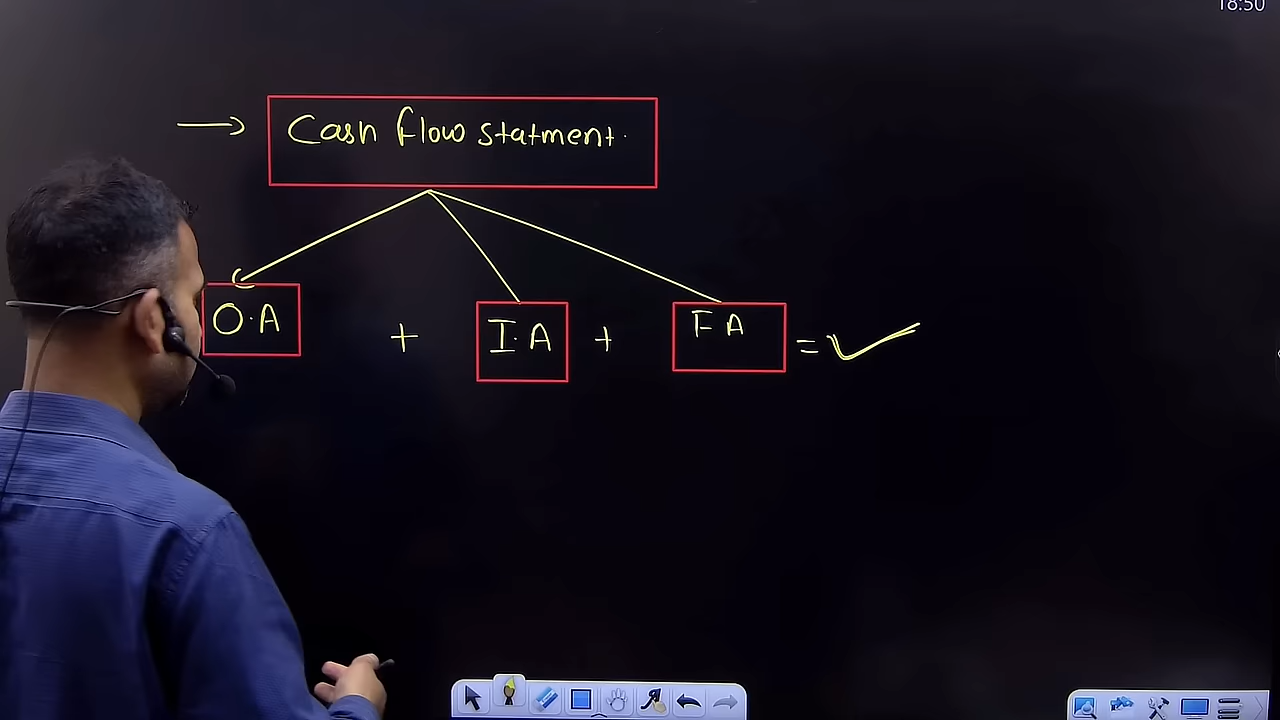 18:50
→ Cash flow statment.
O.A + I.A + F A = ✓